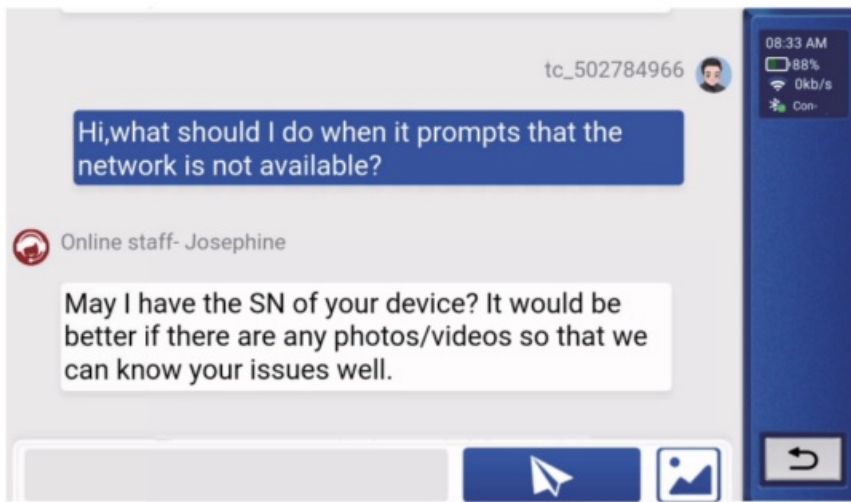 08:33 AM
88%
0kb/s
Con-
tc_502784966
Hi,what should I do when it prompts that the
network is not available?
Online staff- Josephine
May I have the SN of your device? It would be
better if there are any photos/videos so that we
can know your issues well.